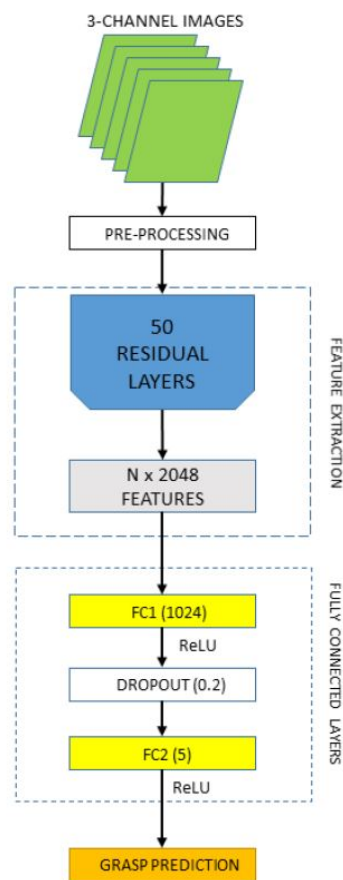 3-CHANNEL IMAGES
PRE-PROCESSING
50
RESIDUAL
LAYERS
N x 2048
FEATURES
FEATURE EXTRACTION
FC1 (1024)
ReLU
DROPOUT (0.2)
FC2 (5)
ReLU
FULLY CONNECTED LAYERS
GRASP PREDICTION